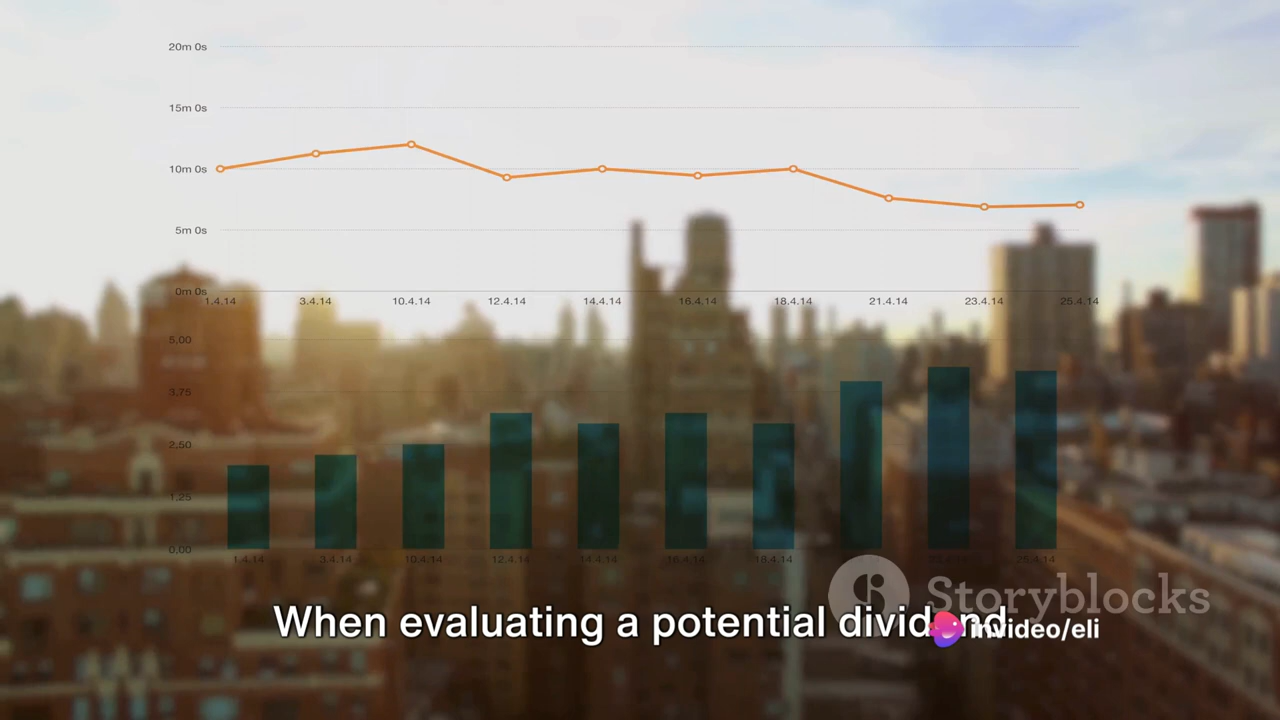 20m 0s
15m 0s
10m 0s
5m 0s
0m 0s
1.4.14 3.4.14 10.4.14 12.4.14 14.4.14 16.4.14 18.4.14 21.4.14 23.4.14 25.4.14
5,00
3,75
2,50
1,25
0,00
1.4.14 3.4.14 10.4.14 12.4.14 14.4.14 16.4.14 18.4.14 25.4.14
Storyblocks
When evaluating a potential dividend
invideo/eli